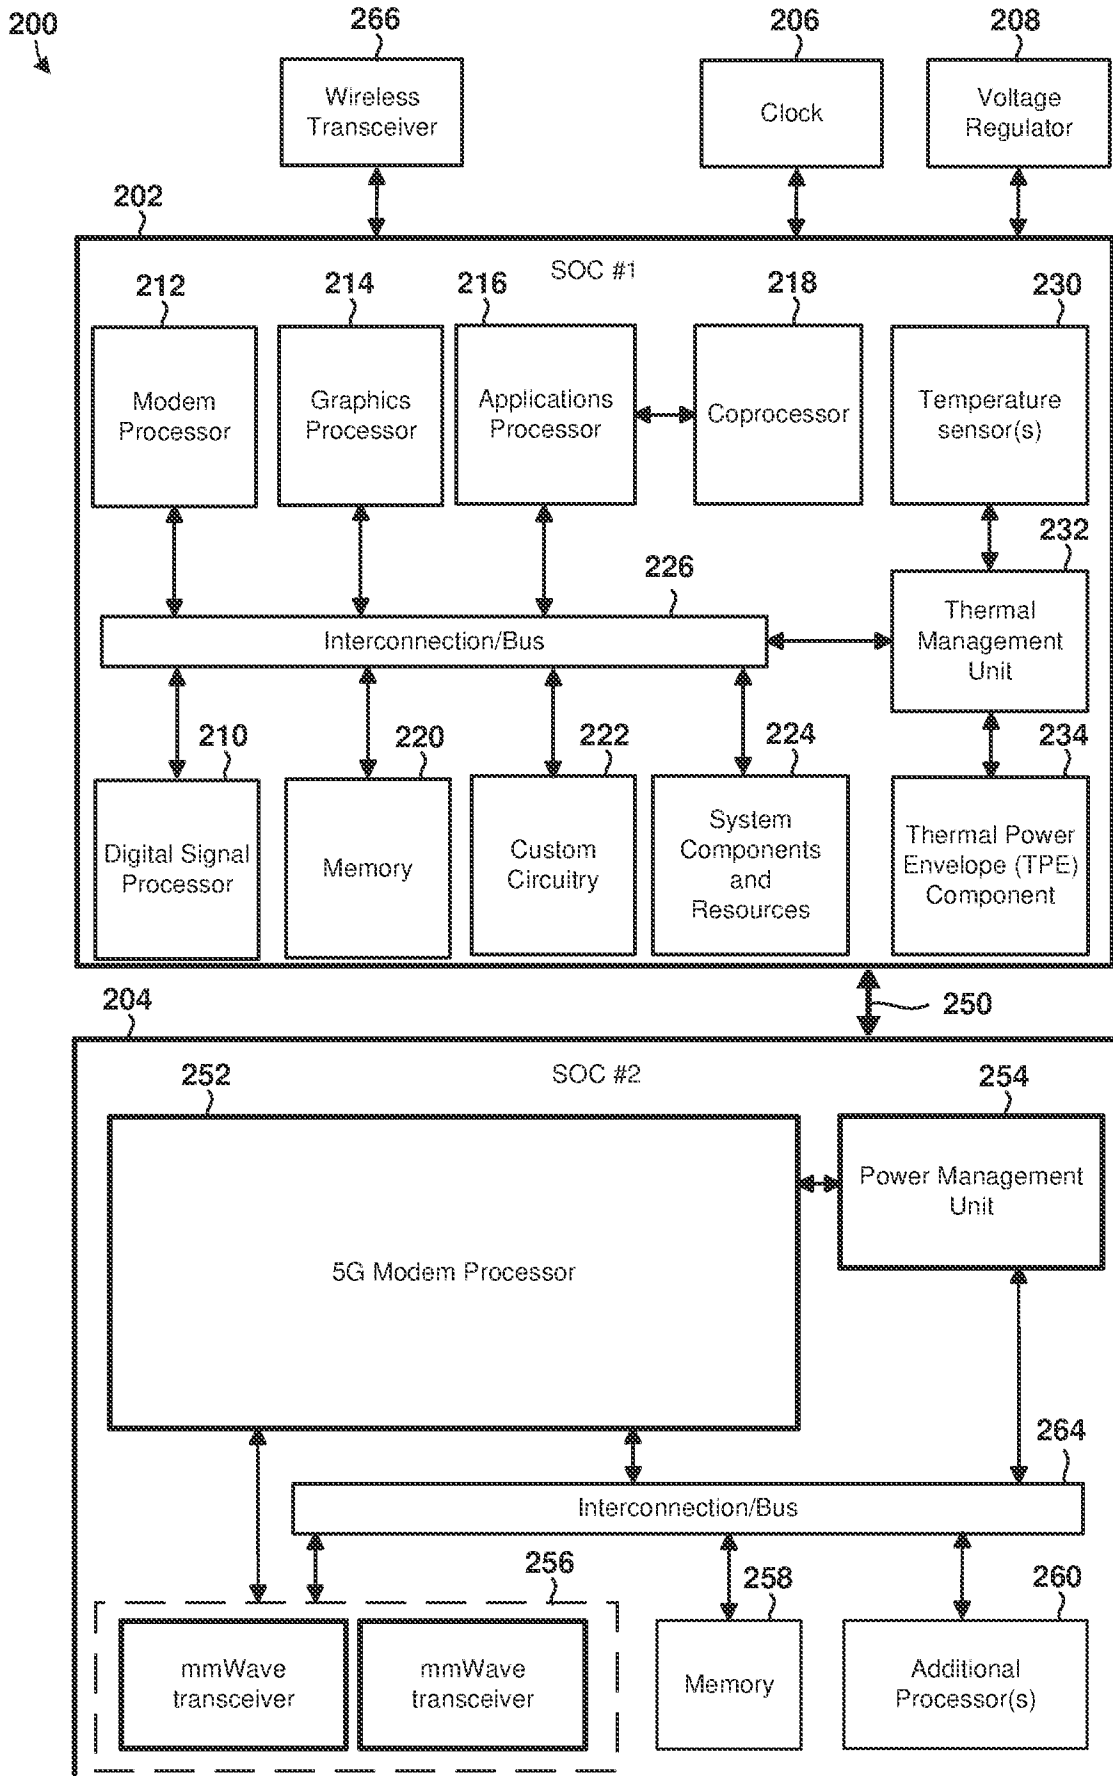 200
266
206
208
Wireless
Transceiver
Clock
Voltage
Regulator
202
SOC #1
212
214
216
218
230
Modem
Processor
Graphics
Processor
Applications
Processor
Coprocessor
Temperature
sensor(s)
232
226
Interconnection/Bus
Thermal
Management
Unit
210
220
222
224
234
Digital Signal
Processor
Memory
Custom
Circuitry
System
Components
and
Resources
Thermal Power
Envelope (TPE)
Component
204
250
SOC #2
252
254
5G Modem Processor
Power Management
Unit
264
Interconnection/Bus
256
258
260
mmWave
transceiver
mmWave
transceiver
Memory
Additional
Processor(s)